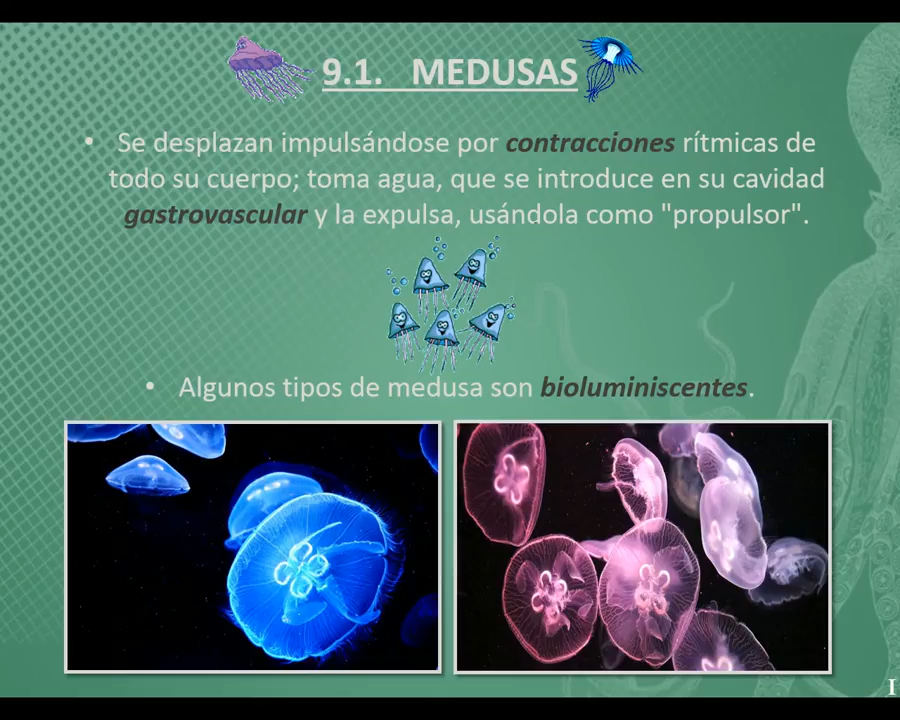 9.1. MEDUSAS
• Se desplazan impulsándose por contracciones rítmicas de
todo su cuerpo; toma agua, que se introduce en su cavidad
gastrovascular y la expulsa, usándola como "propulsor".
• Algunos tipos de medusa son bioluminiscentes.
I